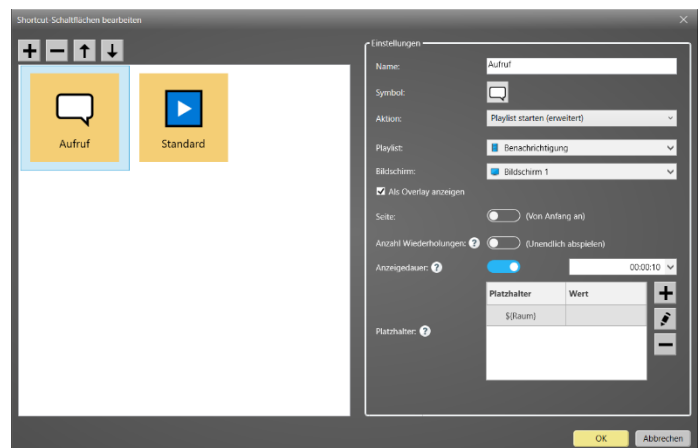 Shortcut-Schaltflächen bearbeiten
Aufruf
Standard
Einstellungen
Name: Aufruf
Symbol:
Aktion: Playlist starten (erweitert)
Playlist: Benachrichtigung
Bildschirm: Bildschirm 1
Als Overlay anzeigen
Seite: (Von Anfang an)
Anzahl Wiederholungen: ? (Unendlich abspielen)
Anzeigedauer: ? 00:00:10
Platzhalter Wert
$(Raum)
Platzhalter: ?
OK Abbrechen